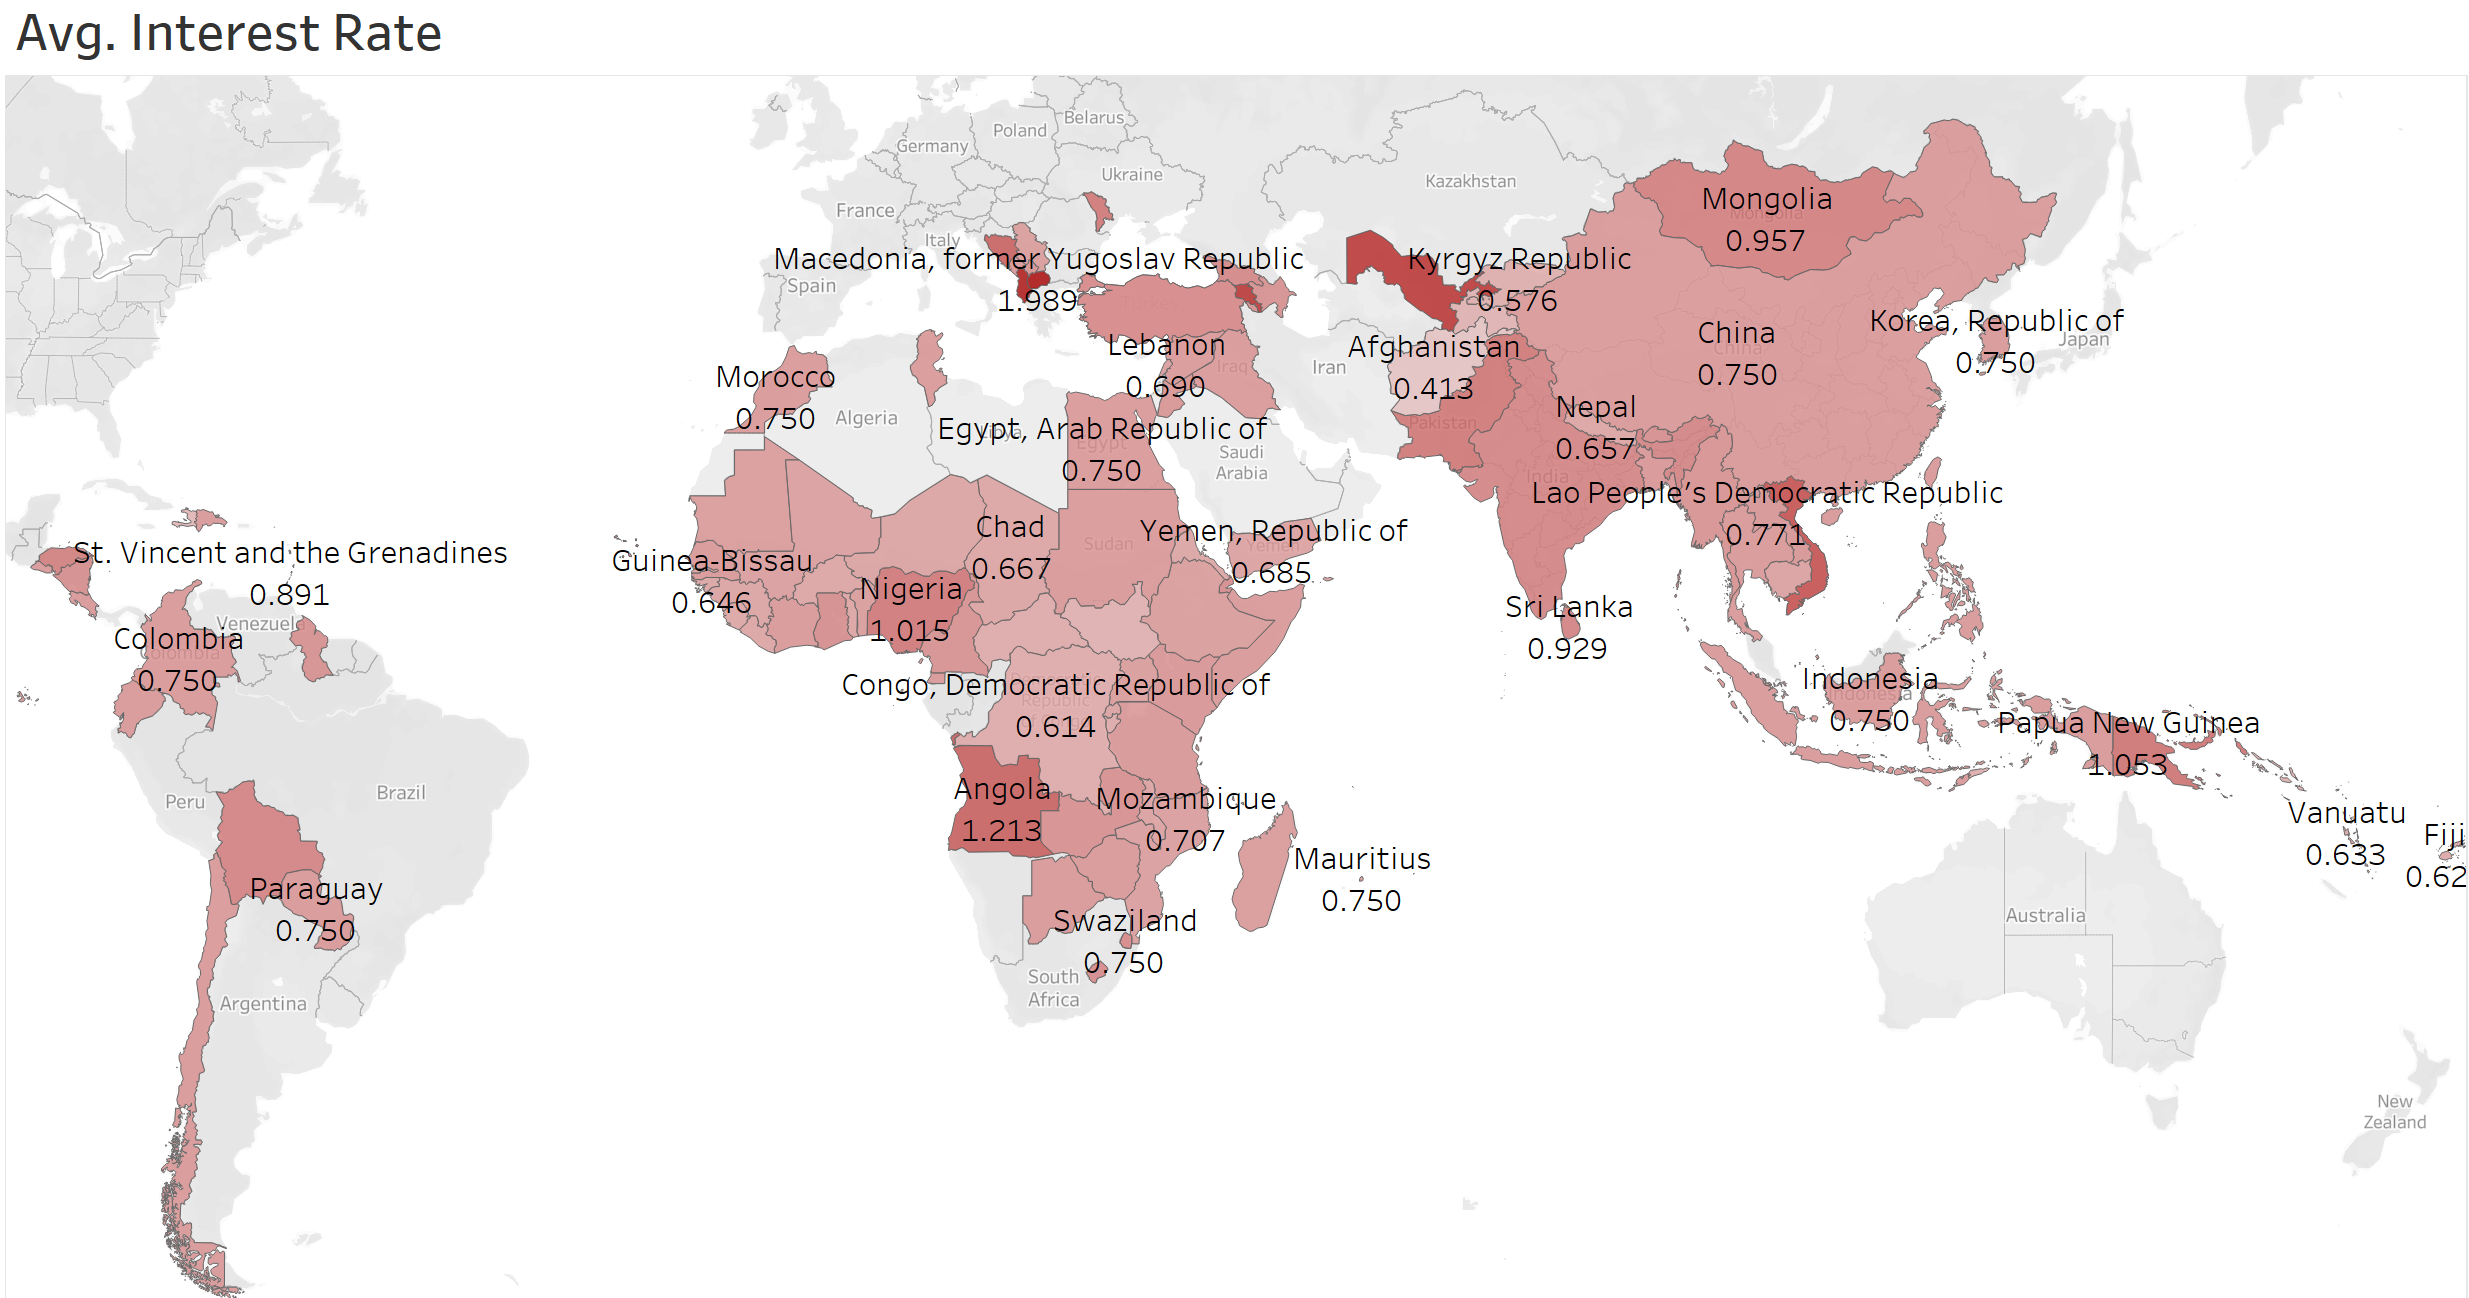 Avg. Interest Rate
Belarus
Poland
Germany
Ukraine
Kazakhstan
France
Mongolia
0.957
Italy
Macedonia, former Yugoslav Republic
1.989
Spain
Kyrgyz Republic
0.576
Korea, Republic of
0.750
Japan
China
0.750
Lebanon
0.690
Iraq
Iran
Afghanistan
0.413
Morocco
0.750
Algeria
Egypt, Arab Republic of
0.750
Libya
Egypt
Saudi
Arabia
Pakistan
Nepal
0.657
India
Lao People's Democratic Republic
0.771
Chad
0.667
Sudan
Yemen, Republic of
0.685
Yemen
St. Vincent and the Grenadines
0.891
Guinea-Bissau
0.646
Nigeria
1.015
Sri Lanka
0.929
Venezuela
Colombia
0.750
Colombia
Congo, Democratic Republic of
0.614
Republic
Indonesia
0.750
Indonesia
Papua New Guinea
1.053
Peru
Brazil
Angola
1.213
Mozambique
0.707
Vanuatu
0.633
Fiji
0.62
Mauritius
0.750
Paraguay
0.750
Swaziland
0.750
Australia
South
Africa
Argentina
New
Zealand